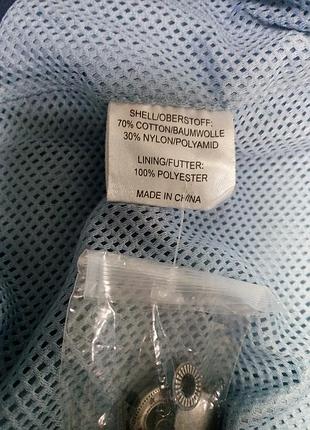 SHELL/OBERSTOFF:
70% COTTON/BAUMWOLLE
30% NYLON/POLYAMID
LINING/FUTTER:
100% POLYESTER
MADE IN CHINA